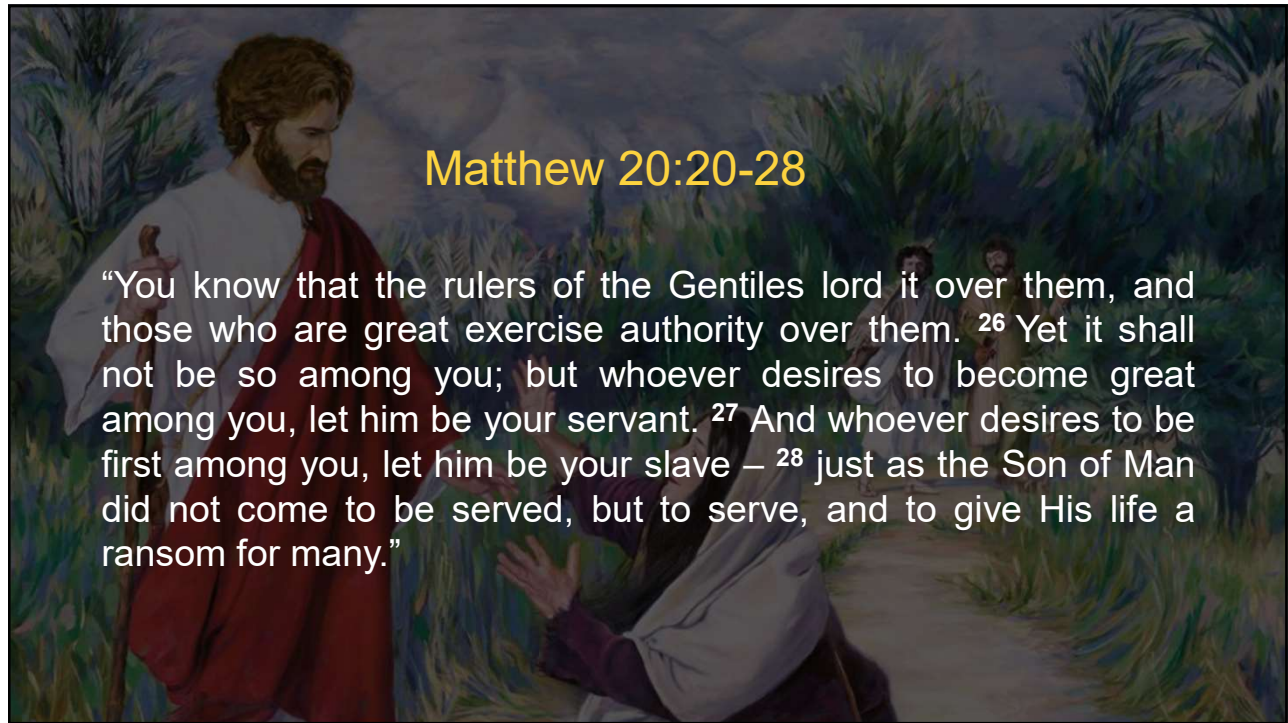 Matthew 20:20-28
“You know that the rulers of the Gentiles lord it over them, and
those who are great exercise authority over them. 26 Yet it shall
not be so among you; but whoever desires to become great
among you, let him be your servant. 27 And whoever desires to be
first among you, let him be your slave – 28 just as the Son of Man
did not come to be served, but to serve, and to give His life a
ransom for many.”